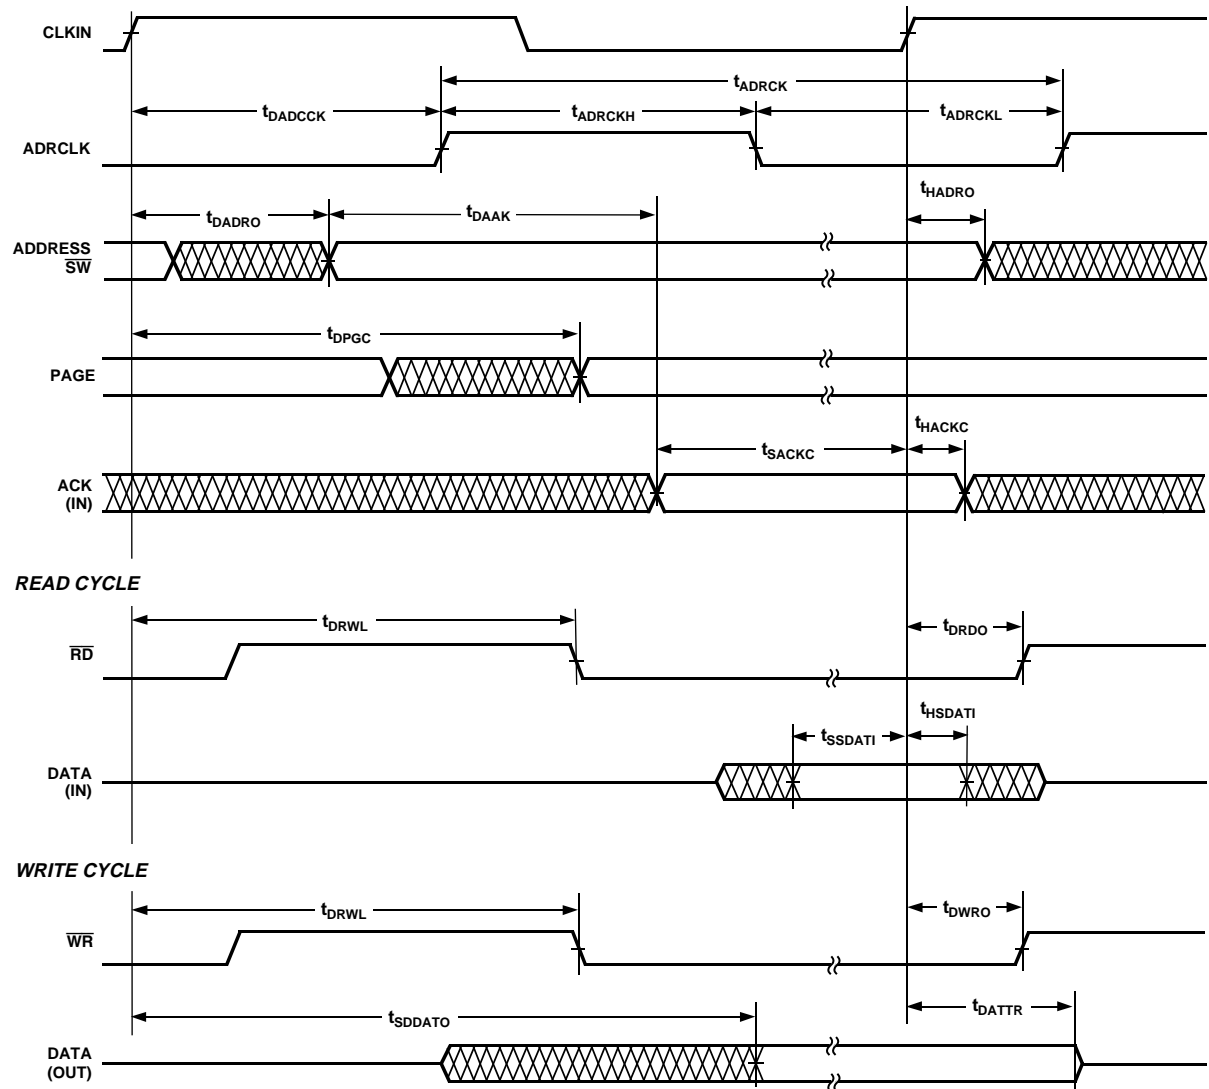 CLKIN
tADRCK
tDADCCK
tADRCKH
tADRCKL
ADRCLK
tHADRO
tDADRO
tDAAK
ADDRESS
SW
tDPGC
PAGE
tHACKC
tSACKC
ACK
(IN)
READ CYCLE
tDRWL
tDRDO
RD
tHSDATI
tSSDATI
DATA
(IN)
WRITE CYCLE
tDRWL
tDWRO
WR
tDATTR
tSDDATO
DATA
(OUT)